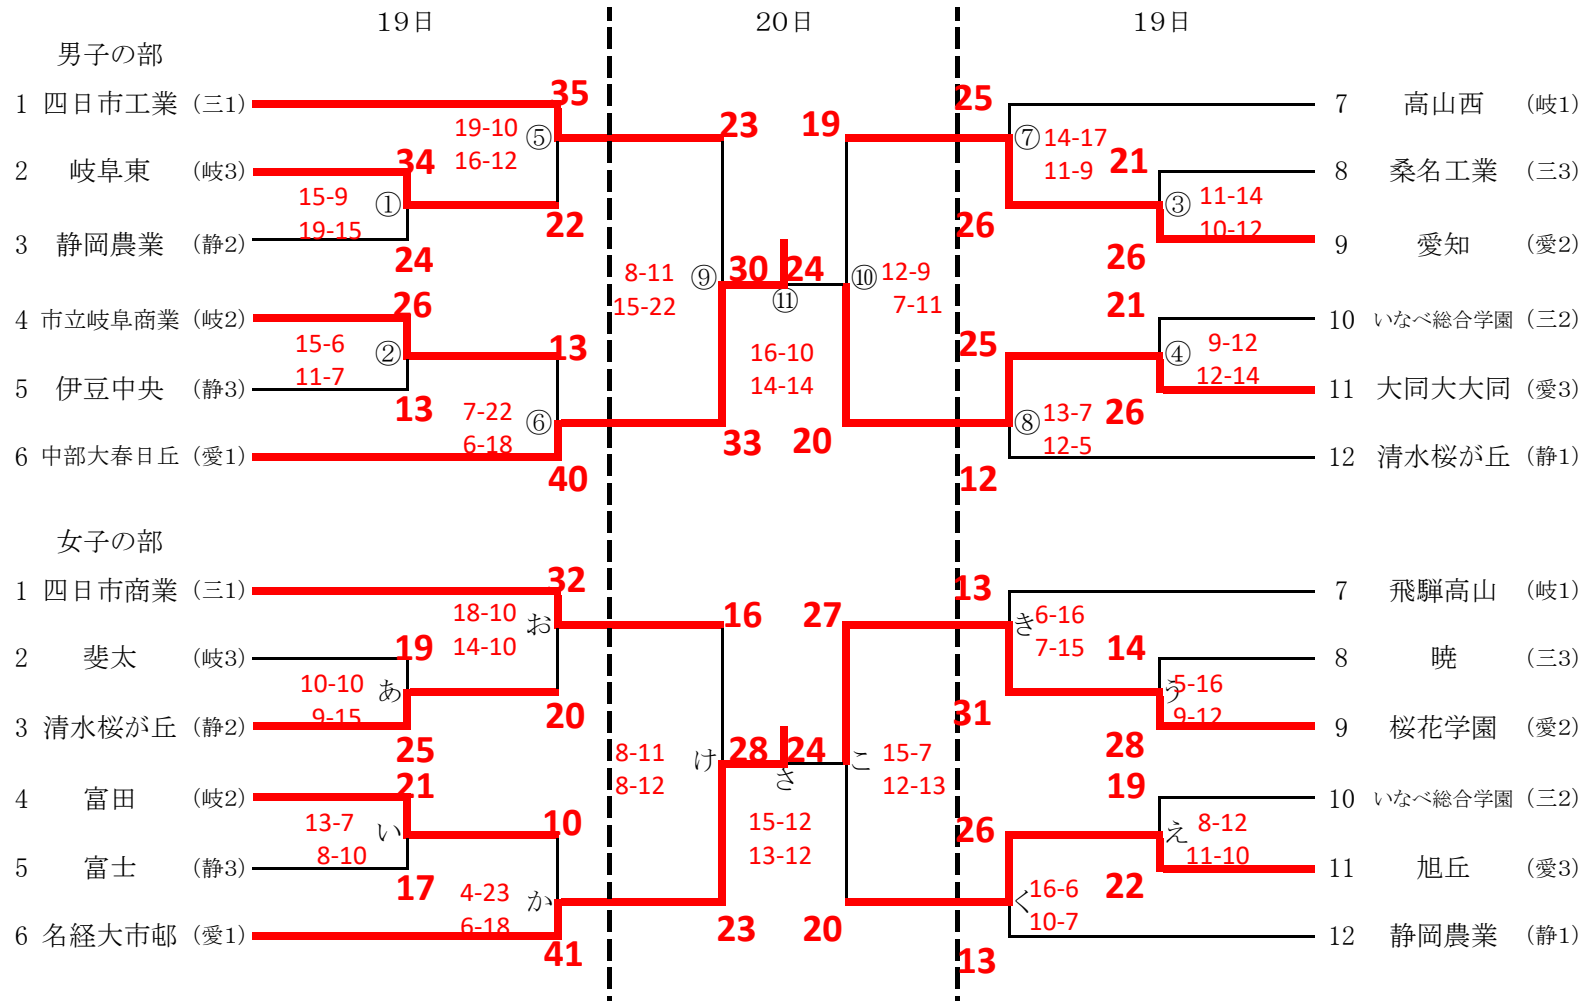 19日 20日 19日
男子の部
1 四日市工業 (三1)
2 岐阜東 (岐3)
3 静岡農業 (静2)
4 市立岐阜商業 (岐2)
5 伊豆中央 (静3)
6 中部大春日丘 (愛1)
7 高山西 (岐1)
8 桑名工業 (三3)
9 愛知 (愛2)
10 いなべ総合学園 (三2)
11 大同大大同 (愛3)
12 清水桜が丘 (静1)
① 34 24
15-9
19-15
② 26 13
15-6
11-7
⑤ 35 22
19-10
16-12
⑥ 13 40
7-22
6-18
⑨ 23 33
8-11
15-22
⑪ 30 24
16-10
14-14
⑩ 19 20
12-9
7-11
⑦ 25 26
14-17
11-9
⑧ 25 12
13-7
12-5
③ 21 26
11-14
10-12
④ 21 26
9-12
12-14
女子の部
1 四日市商業 (三1)
2 斐太 (岐3)
3 清水桜が丘 (静2)
4 富田 (岐2)
5 富士 (静3)
6 名経大市邨 (愛1)
7 飛騨高山 (岐1)
8 暁 (三3)
9 桜花学園 (愛2)
10 いなべ総合学園 (三2)
11 旭丘 (愛3)
12 静岡農業 (静1)
あ 19 25
10-10
9-15
い 21 17
13-7
8-10
お 32 20
18-10
14-10
か 10 41
4-23
6-18
け 16 23
8-11
8-12
さ 28 24
15-12
13-12
こ 27 20
15-7
12-13
き 13 31
6-16
7-15
く 26 13
16-6
10-7
う 14 28
5-16
9-12
え 19 22
8-12
11-10